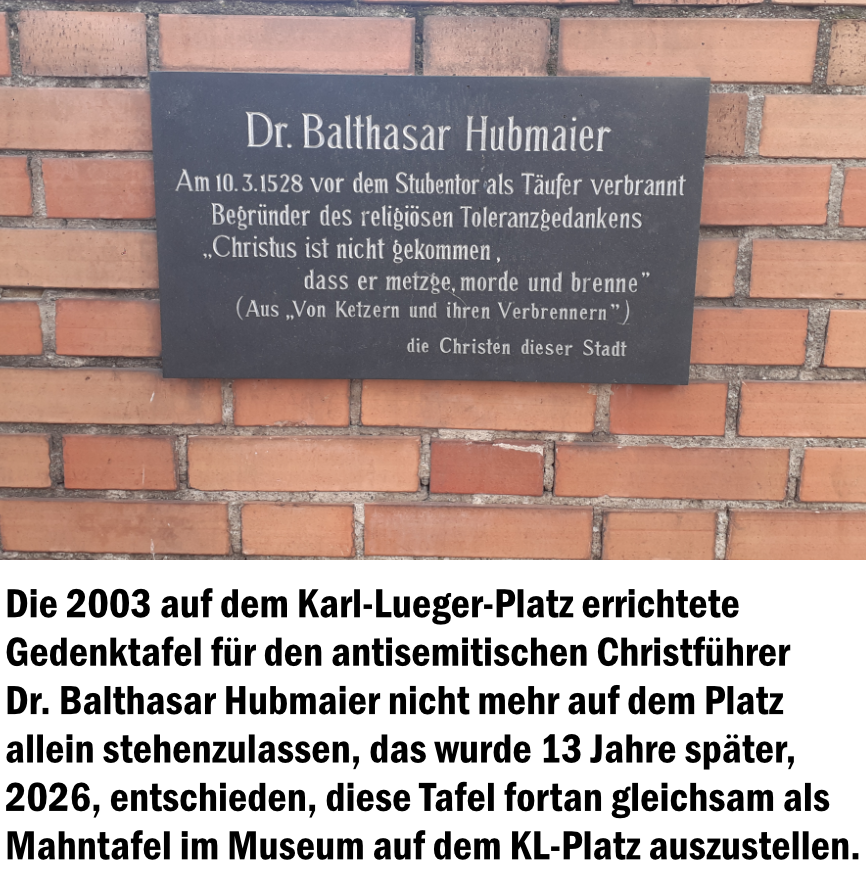 Dr. Balthasar Hubmaier
Am 10.3.1528 vor dem Stubentor als Täufer verbrannt
Begründer des religiösen Toleranzgedankens
„Christus ist nicht gekommen,
dass er metzge, morde und brenne”
(Aus „Von Ketzern und ihren Verbrennern”)
die Christen dieser Stadt
Die 2003 auf dem Karl-Lueger-Platz errichtete
Gedenktafel für den antisemitischen Christführer
Dr. Balthasar Hubmaier nicht mehr auf dem Platz
allein stehenzulassen, das wurde 13 Jahre später,
2026, entschieden, diese Tafel fortan gleichsam als
Mahntafel im Museum auf dem KL-Platz auszustellen.